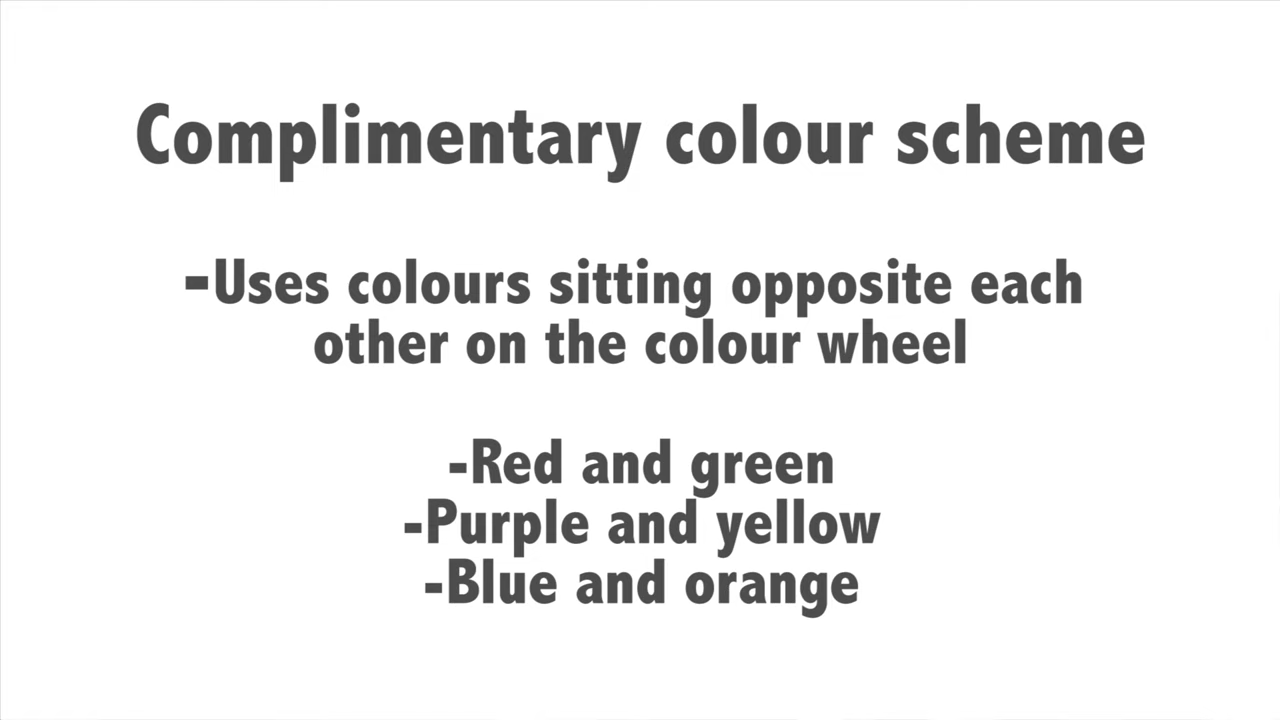 Complimentary colour scheme
-Uses colours sitting opposite each
other on the colour wheel
-Red and green
-Purple and yellow
-Blue and orange